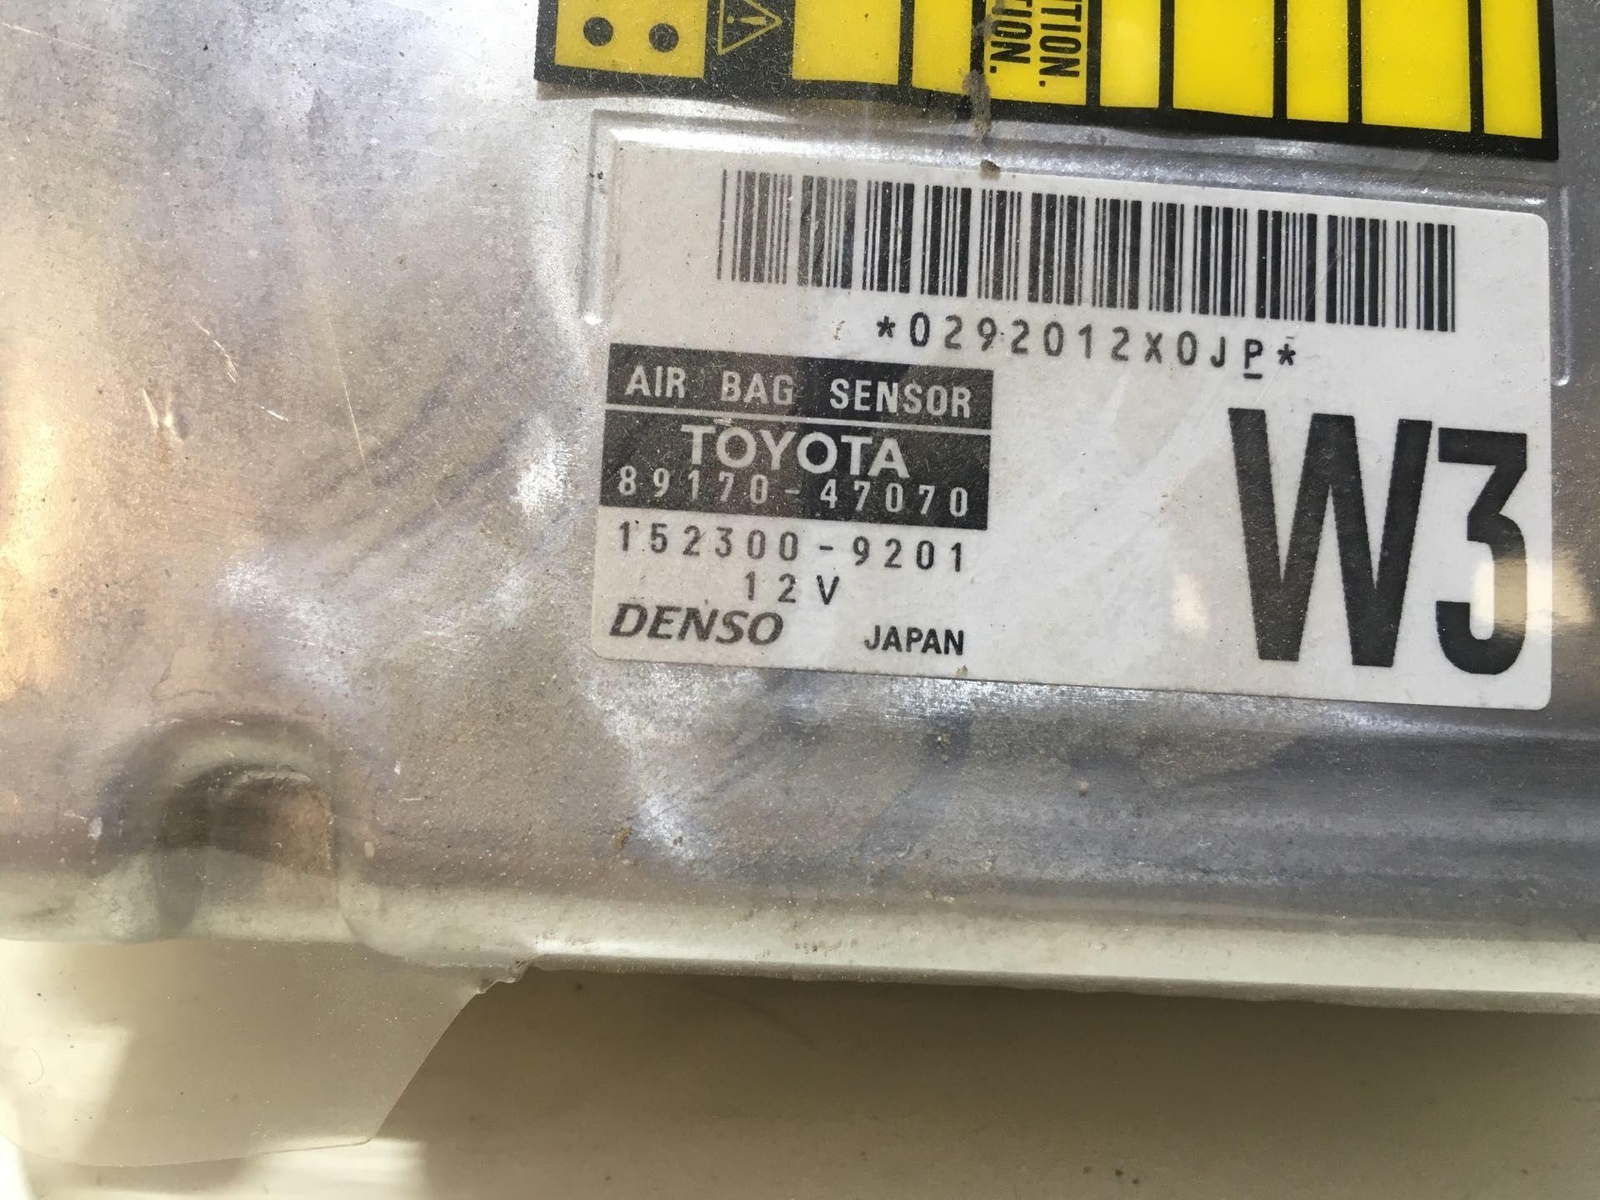 *0292012X0JP*
AIR BAG SENSOR
TOYOTA
89170-47070
152300-9201
12V
DENSO JAPAN
W3